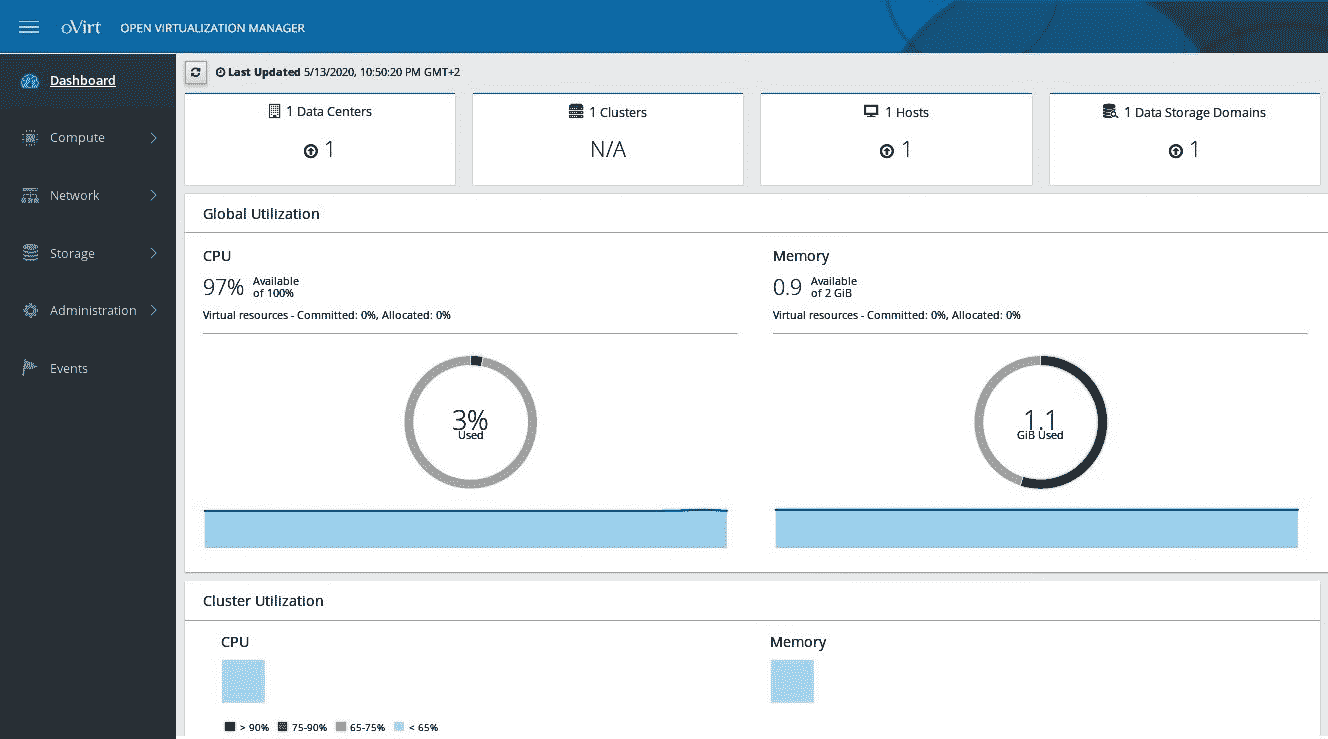 oVirt OPEN VIRTUALIZATION MANAGER
Dashboard
Compute
Network
Storage
Administration
Events
Last Updated 5/13/2020, 10:50:20 PM GMT+2
1 Data Centers
1
1 Clusters
N/A
1 Hosts
1
1 Data Storage Domains
1
Global Utilization
CPU
97% Available
of 100%
Virtual resources - Committed: 0%, Allocated: 0%
3%
Used
Memory
0.9 Available
of 2 GiB
Virtual resources - Committed: 0%, Allocated: 0%
1.1
GiB Used
Cluster Utilization
CPU
Memory
> 90% 75-90% 65-75% < 65%